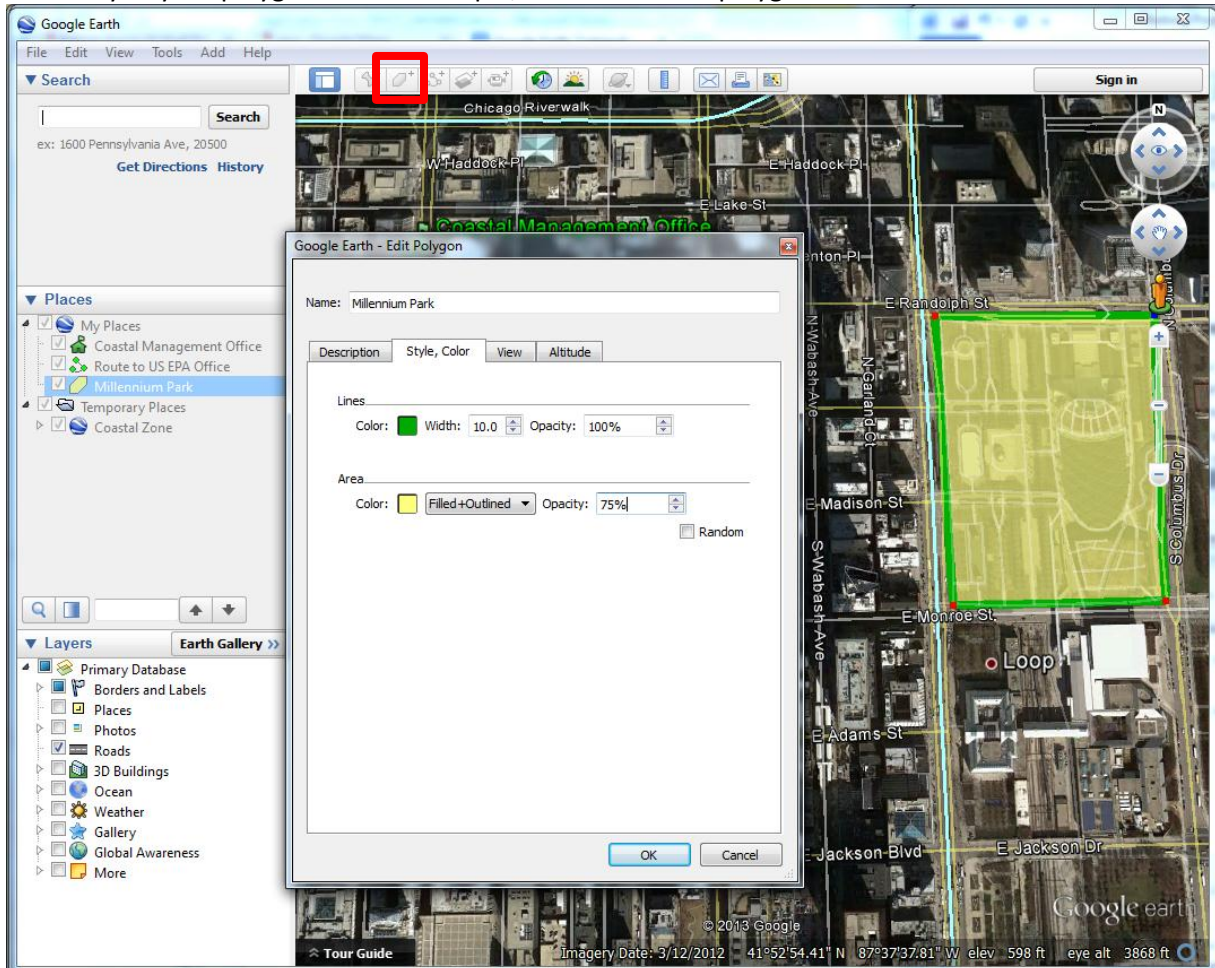 Google Earth
File Edit View Tools Add Help
Search
Sign in
Search
ex: 1600 Pennsylvania Ave, 20500
Get Directions History
Places
My Places
Coastal Management Office
Route to US EPA Office
Millennium Park
Temporary Places
Coastal Zone
Layers
Earth Gallery >>
Primary Database
Borders and Labels
Places
Photos
Roads
3D Buildings
Ocean
Weather
Gallery
Global Awareness
More
Google Earth - Edit Polygon
Name: Millennium Park
Description Style, Color View Altitude
Lines
Color: Width: 10.0 Opacity: 100%
Area
Color: Filled+Outlined Opacity: 75%
Random
OK Cancel
Chicago Riverwalk
W Haddock Pl
E Haddock Pl
E Lake St
Coastal Management Office
E Randolph St
N Wabash Ave
N Garland Ct
E Madison St
S Columbus Dr
S Wabash Ave
E Monroe St
Loop
E Adams St
E Jackson Dr
Jackson Blvd
N
Google earth
© 2013 Google
Tour Guide
Imagery Date: 3/12/2012 41°52'54.41" N 87°37'37.81" W elev 598 ft eye alt 3868 ft